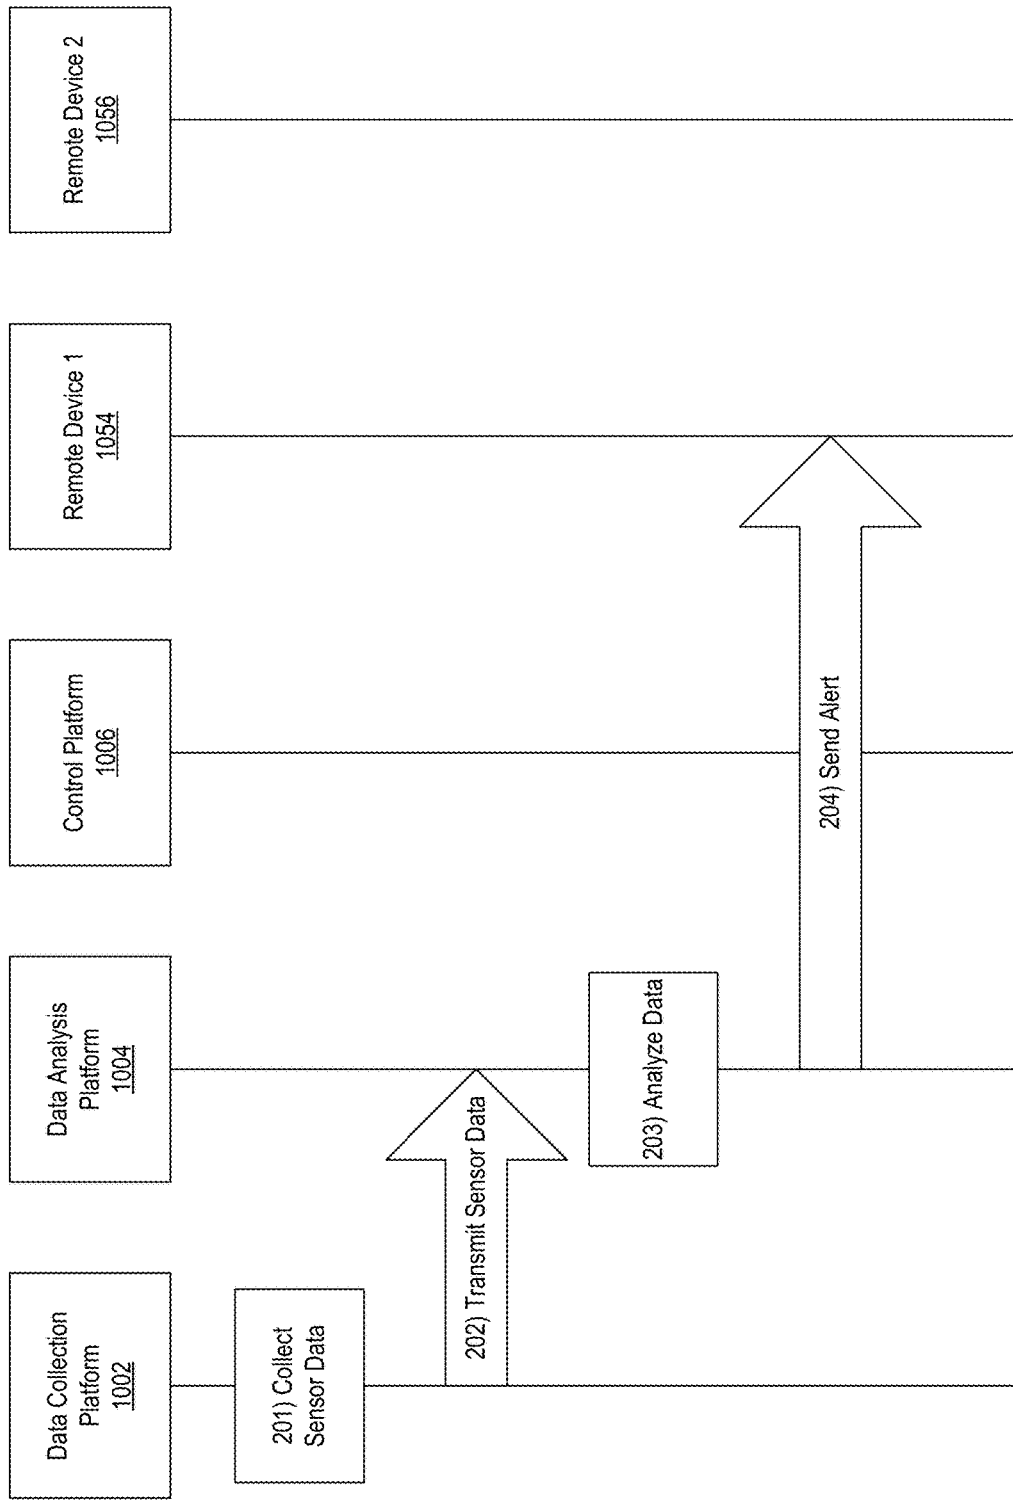 Data Collection
Platform
1002
Data Analysis
Platform
1004
Control Platform
1006
Remote Device 1
1054
Remote Device 2
1056
201) Collect
Sensor Data
202) Transmit Sensor Data
203) Analyze Data
204) Send Alert